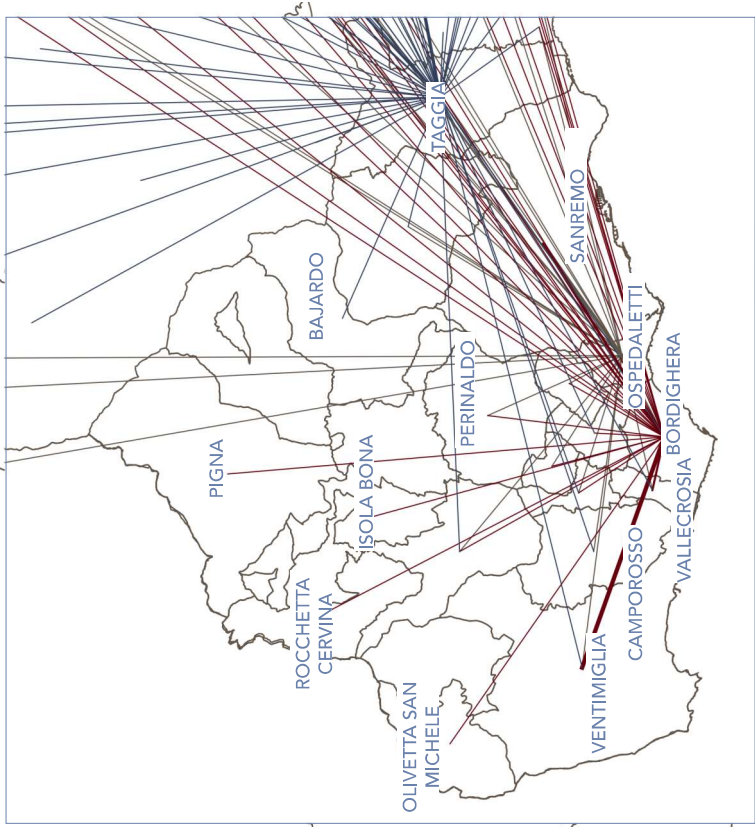 PIGNA
ROCCHETTA
CERVINA
BAJARDO
ISOLA BONA
OLIVETTA SAN
MICHELE
TAGGIA
PERINALDO
SANREMO
VENTIMIGLIA
CAMPOROSSO
OSPEDALETTI
VALLECROSIA
BORDIGHERA